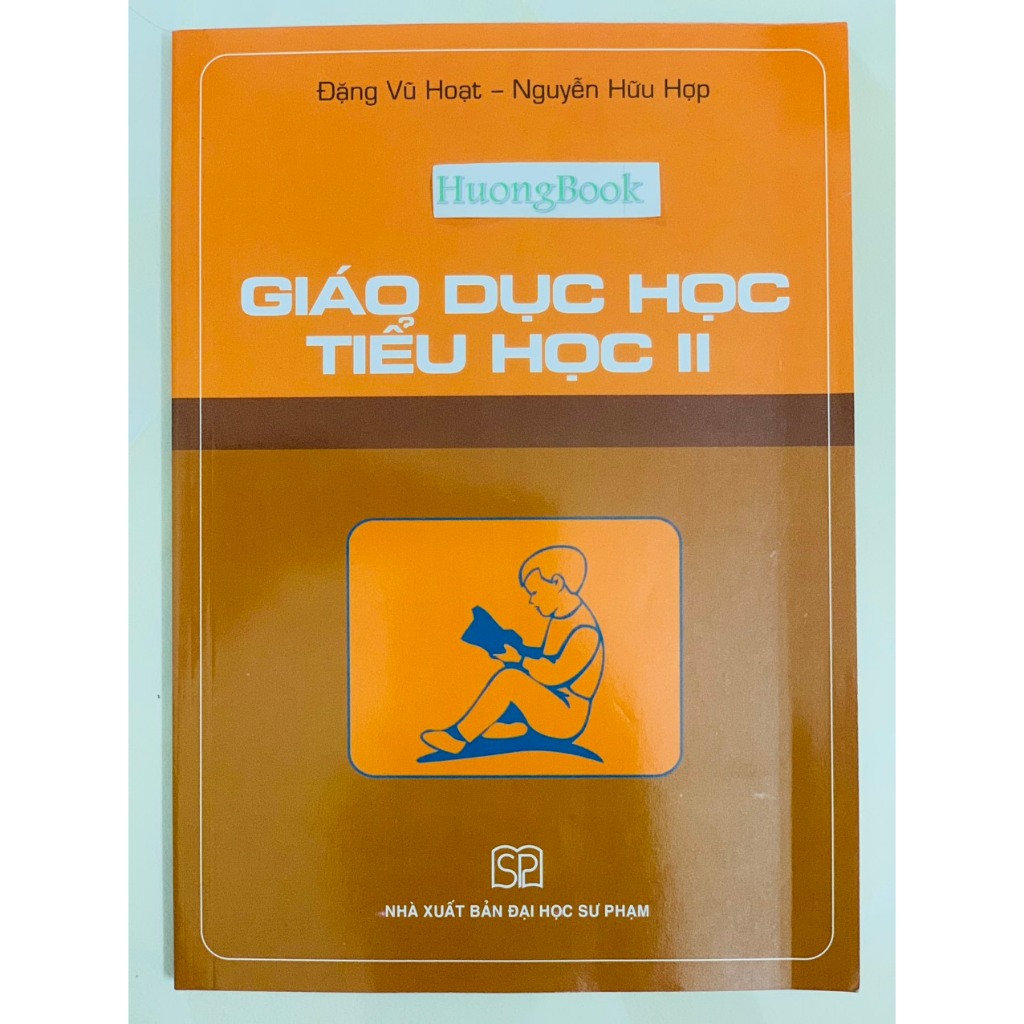 Đặng Vũ Hoạt – Nguyễn Hữu Hợp
HuongBook
GIÁO DỤC HỌC
TIỂU HỌC II
SP
NHÀ XUẤT BẢN ĐẠI HỌC SƯ PHẠM